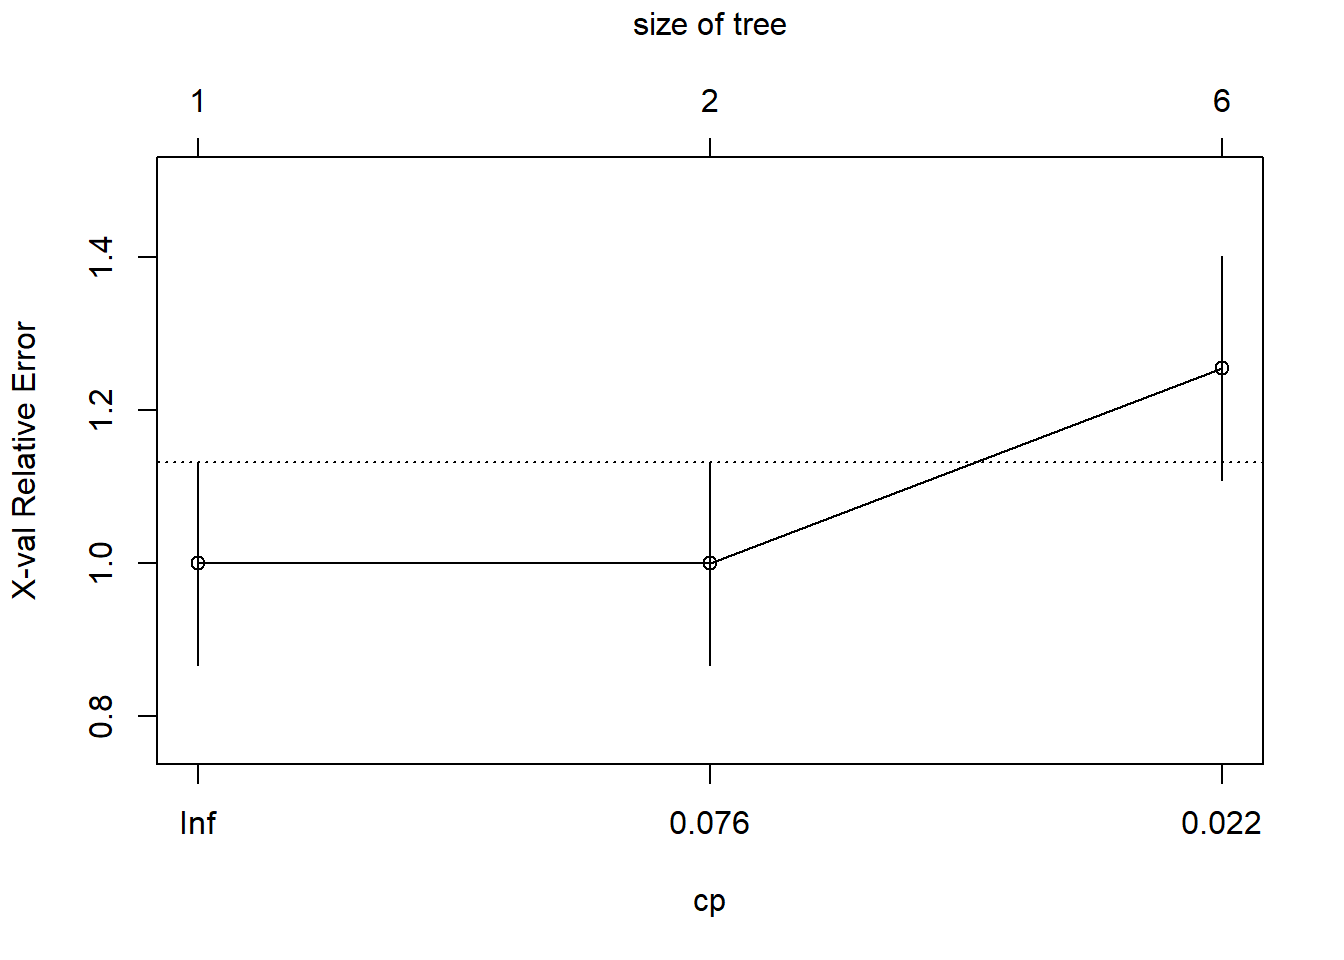 size of tree
1 2 6
X-val Relative Error
1.4
1.2
1.0
0.8
Inf 0.076 0.022
cp